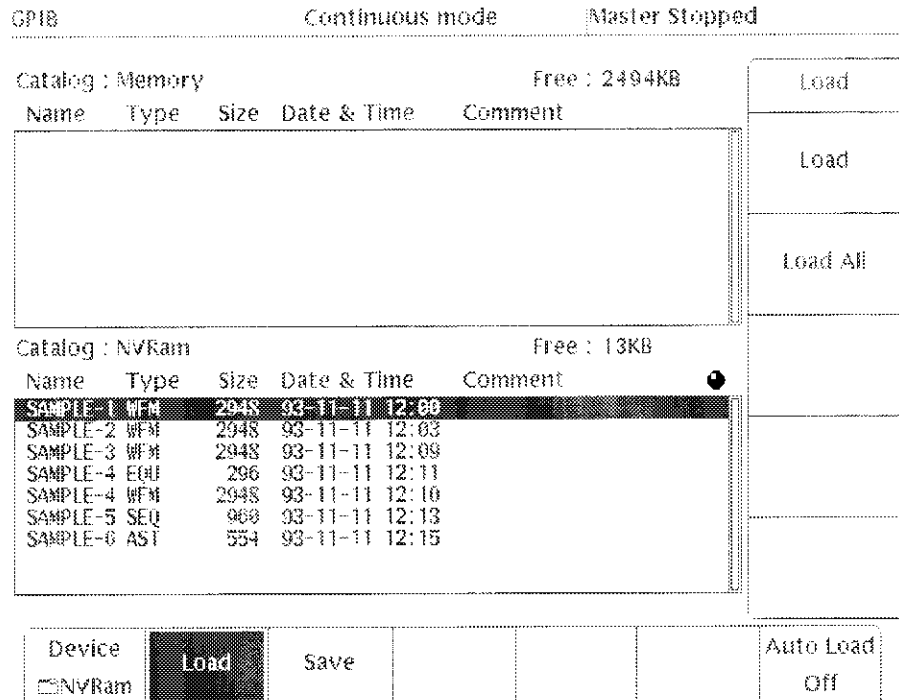 GPIB Continuous mode Master Stopped
Catalog : Memory Free : 2494KB
Name Type Size Date & Time Comment
Catalog : NVRam Free : 13KB
Name Type Size Date & Time Comment
SAMPLE-1 WFM 2948 93-11-11 12:00
SAMPLE-2 WFM 2948 93-11-11 12:03
SAMPLE-3 WFM 2948 93-11-11 12:09
SAMPLE-4 EQU 296 93-11-11 12:11
SAMPLE-4 WFM 2948 93-11-11 12:10
SAMPLE-5 SEQ 960 93-11-11 12:13
SAMPLE-6 AST 554 93-11-11 12:15
Load
Load
Load All
Device
NVRam
Load
Save
Auto Load
Off